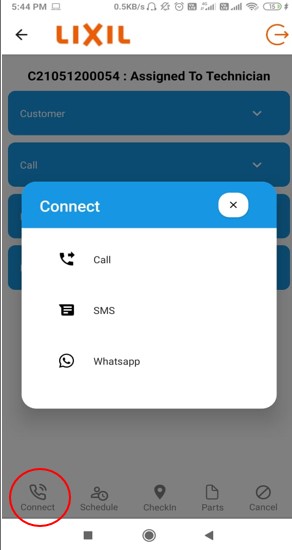 5:44 PM
0.5KB/s
LIXIL
C21051200054 : Assigned To Technician
Customer
Call
Connect
Call
SMS
Whatsapp
Connect
Schedule
CheckIn
Parts
Cancel